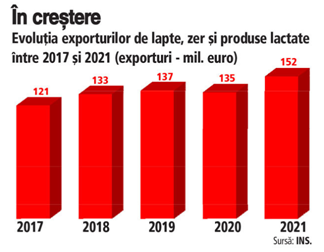 În creștere
Evoluția exporturilor de lapte, zer și produse lactate
între 2017 și 2021 (exporturi - mil. euro)
121
133
137
135
152
2017
2018
2019
2020
2021
Sursă: INS.